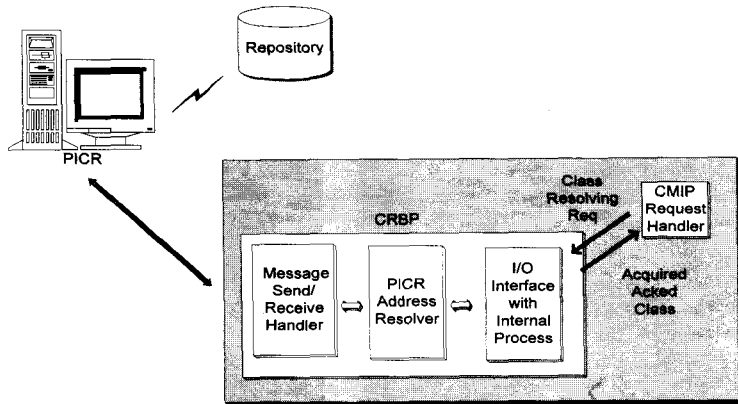 Repository
PICR
Class
Resolving
Req
CMIP
Request
Handler
CRBP
Message
Send/
Receive
Handler
PICR
Address
Resolver
I/O
Interface
with
Internal
Process
Acquired
Acked
Class